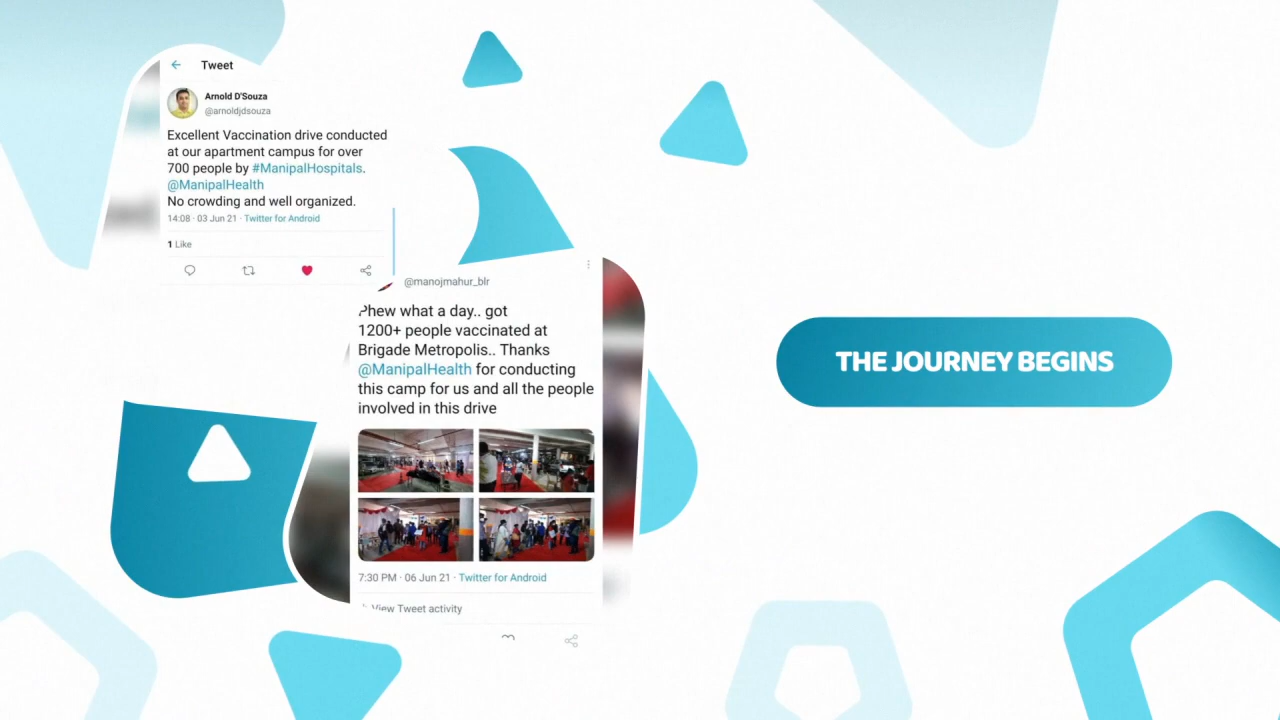 Tweet
Arnold D'Souza
@arnoldjdsouza
Excellent Vaccination drive conducted
at our apartment campus for over
700 people by #ManipalHospitals.
@ManipalHealth
No crowding and well organized.
14:08 · 03 Jun 21 · Twitter for Android
1 Like
@manojmahur_blr
Phew what a day.. got
1200+ people vaccinated at
Brigade Metropolis.. Thanks
@ManipalHealth for conducting
this camp for us and all the people
involved in this drive
7:30 PM · 06 Jun 21 · Twitter for Android
View Tweet activity
THE JOURNEY BEGINS